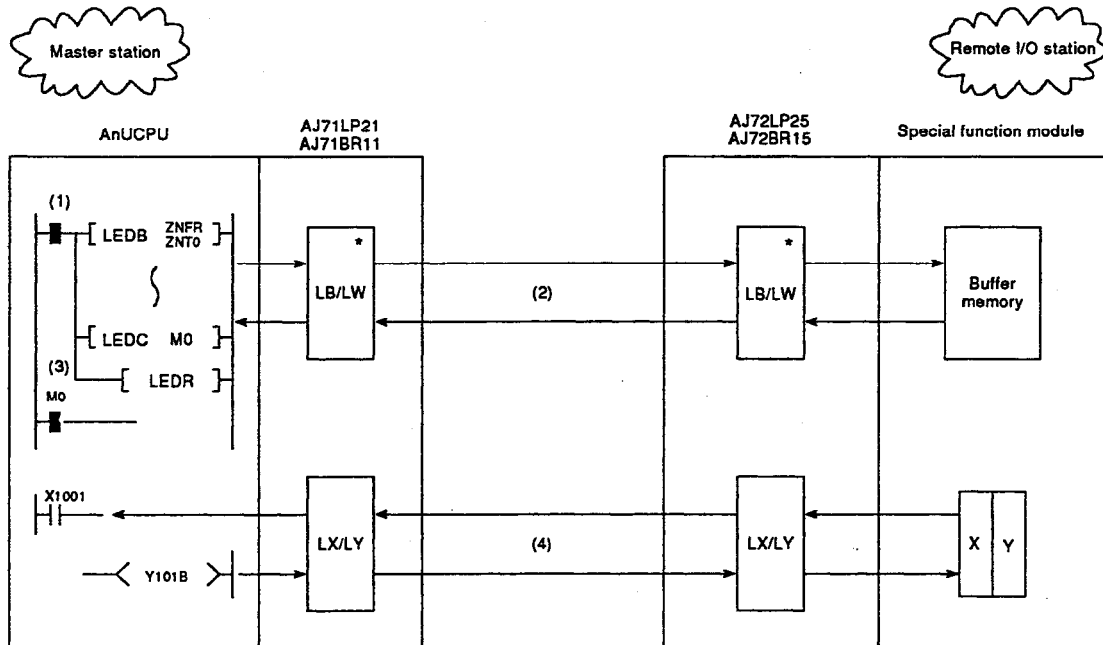 Master station
Remote I/O station
AnUCPU
AJ71LP21
AJ71BR11
AJ72LP25
AJ72BR15
Special function module
(1)
LEDB ZNFR
ZNT0
LEDC M0
(3)
LEDR
M0
*
LB/LW
(2)
*
LB/LW
Buffer
memory
X1001
Y101B
LX/LY
(4)
LX/LY
X Y